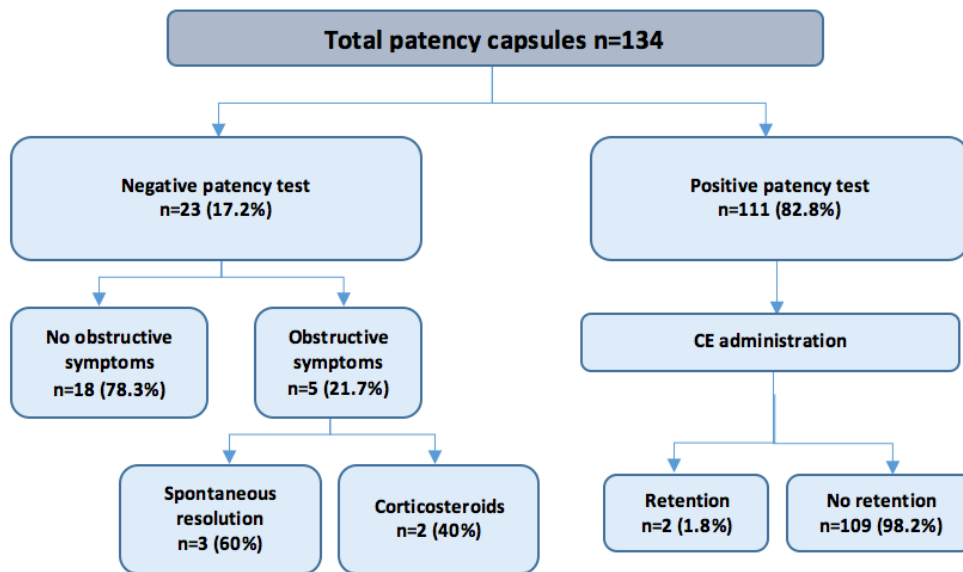 Total patency capsules n=134
Negative patency test
n=23 (17.2%)
Positive patency test
n=111 (82.8%)
No obstructive
symptoms
n=18 (78.3%)
Obstructive
symptoms
n=5 (21.7%)
CE administration
Spontaneous
resolution
n=3 (60%)
Corticosteroids
n=2 (40%)
Retention
n=2 (1.8%)
No retention
n=109 (98.2%)